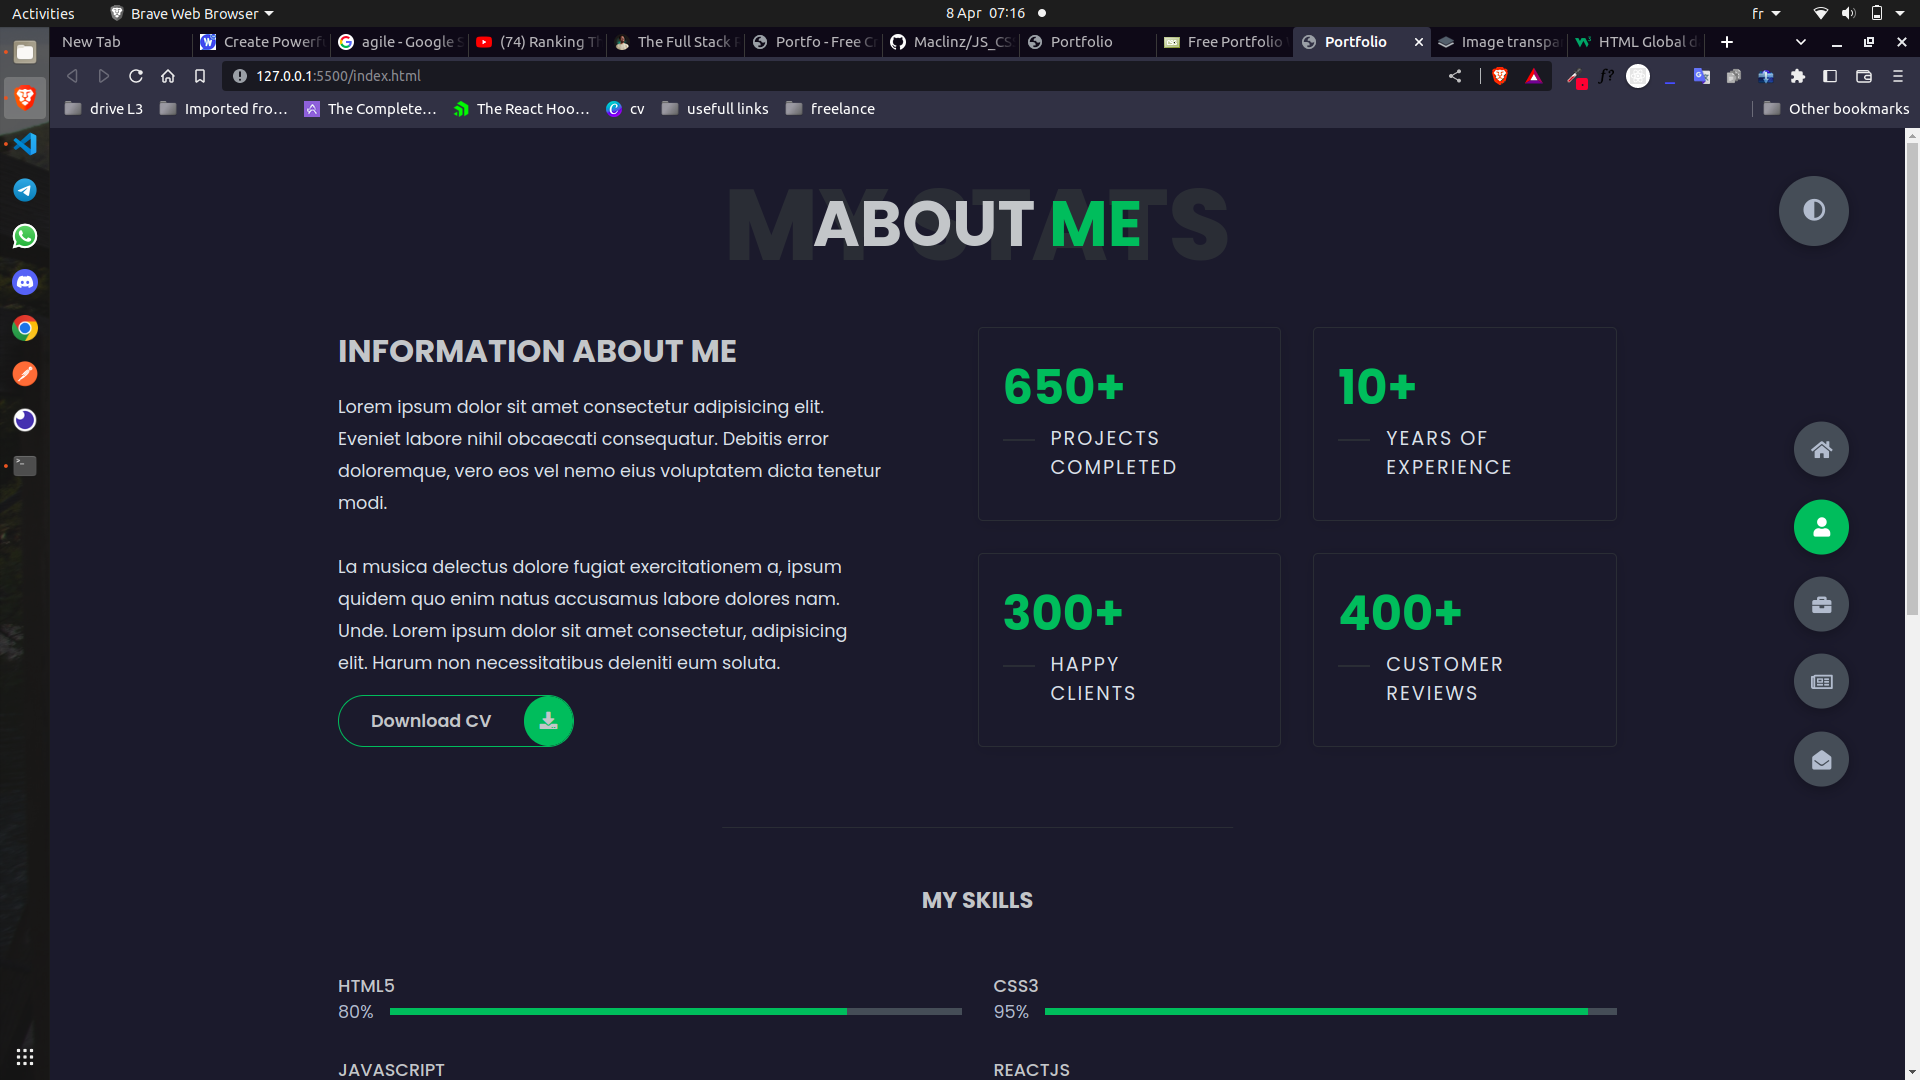 Activities
Brave Web Browser
8 Apr 07:16
fr
New Tab
Create Powerf
agile - Google S
(74) Ranking Th
The Full Stack
Portfo - Free Cr
Maclinz/JS_CS
Portfolio
Free Portfolio
Portfolio
Image transpa
HTML Global d
127.0.0.1:5500/index.html
f?
drive L3
Imported fro...
The Complete...
The React Hoo...
cv
usefull links
freelance
Other bookmarks
MY STATS
ABOUT ME
INFORMATION ABOUT ME
Lorem ipsum dolor sit amet consectetur adipisicing elit.
Eveniet labore nihil obcaecati consequatur. Debitis error
doloremque, vero eos vel nemo eius voluptatem dicta tenetur
modi.
La musica delectus dolore fugiat exercitationem a, ipsum
quidem quo enim natus accusamus labore dolores nam.
Unde. Lorem ipsum dolor sit amet consectetur, adipisicing
elit. Harum non necessitatibus deleniti eum soluta.
Download CV
650+
PROJECTS
COMPLETED
10+
YEARS OF
EXPERIENCE
300+
HAPPY
CLIENTS
400+
CUSTOMER
REVIEWS
MY SKILLS
HTML5
80%
CSS3
95%
JAVASCRIPT
REACTJS